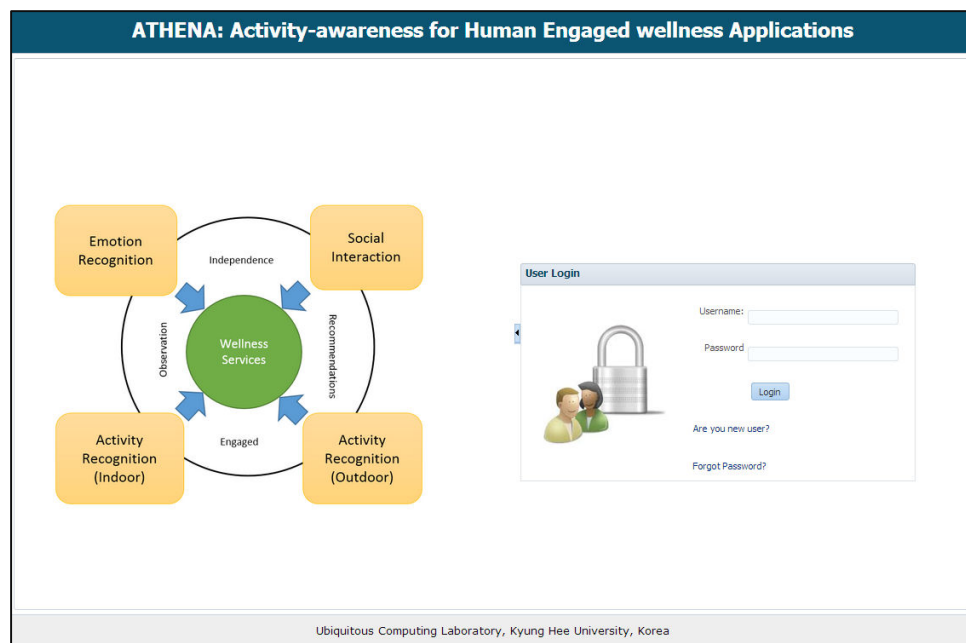 ATHENA: Activity-awareness for Human Engaged wellness Applications
Emotion
Recognition
Social
Interaction
Independence
Observation
Wellness
Services
Recommendations
Activity
Recognition
(Indoor)
Engaged
Activity
Recognition
(Outdoor)
User Login
Username:
Password
Login
Are you new user?
Forgot Password?
Ubiquitous Computing Laboratory, Kyung Hee University, Korea